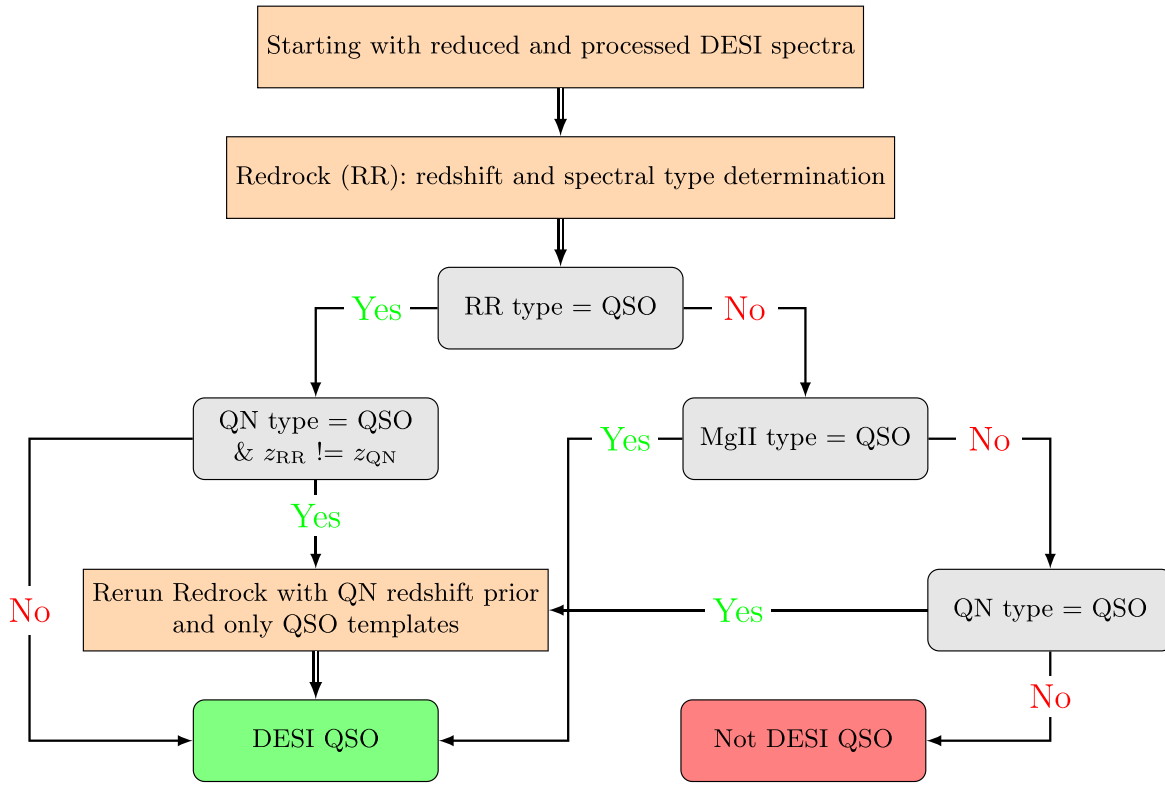 Starting with reduced and processed DESI spectra
Redrock (RR): redshift and spectral type determination
RR type = QSO
Yes
No
QN type = QSO
& zRR != zQN
MgII type = QSO
Yes
No
Yes
Rerun Redrock with QN redshift prior
and only QSO templates
QN type = QSO
No
Yes
No
DESI QSO
Not DESI QSO